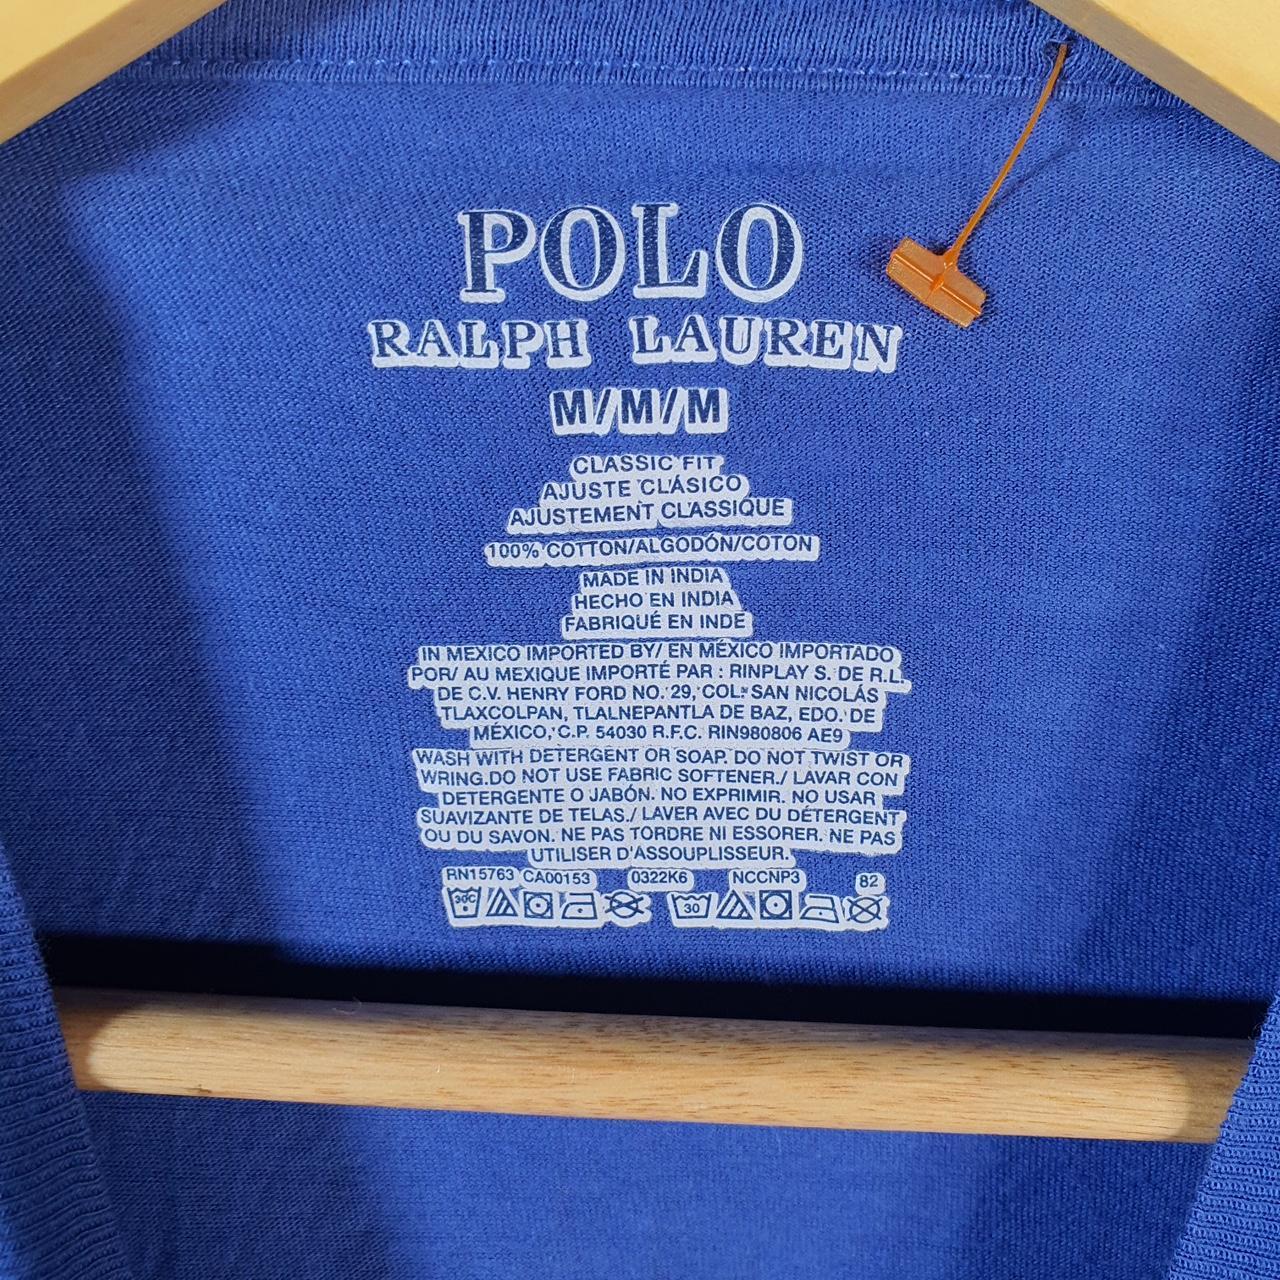 POLO
RALPH LAUREN
M/M/M
CLASSIC FIT
AJUSTE CLÁSICO
AJUSTEMENT CLASSIQUE
100% COTTON/ALGODÓN/COTON
MADE IN INDIA
HECHO EN INDIA
FABRIQUÉ EN INDE
IN MEXICO IMPORTED BY/ EN MÉXICO IMPORTADO
POR/ AU MEXIQUE IMPORTÉ PAR : RINPLAY S. DE R.L.
DE C.V. HENRY FORD NO. 29, COL. SAN NICOLÁS
TLAXCOLPAN, TLALNEPANTLA DE BAZ, EDO. DE
MÉXICO, C.P. 54030 R.F.C. RIN980806 AE9
WASH WITH DETERGENT OR SOAP. DO NOT TWIST OR
WRING.DO NOT USE FABRIC SOFTENER./ LAVAR CON
DETERGENTE O JABÓN. NO EXPRIMIR. NO USAR
SUAVIZANTE DE TELAS./ LAVER AVEC DU DÉTERGENT
OU DU SAVON. NE PAS TORDRE NI ESSORER. NE PAS
UTILISER D'ASSOUPLISSEUR.
RN15763 CA00153 0322K6 NCCNP3 82
30C 30